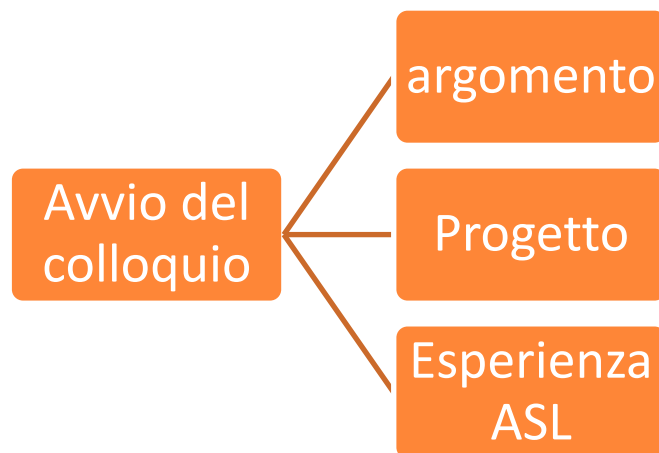 Avvio del
colloquio
argomento
Progetto
Esperienza
ASL